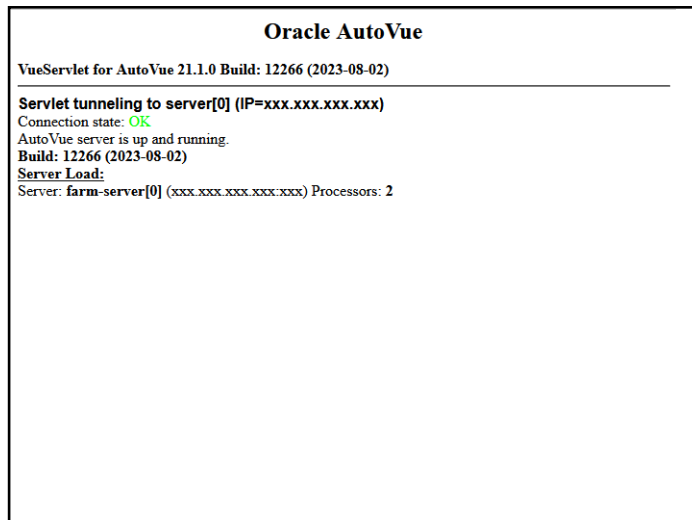 Oracle AutoVue
VueServlet for AutoVue 21.1.0 Build: 12266 (2023-08-02)
Servlet tunneling to server[0] (IP=xxx.xxx.xxx.xxx)
Connection state: OK
AutoVue server is up and running.
Build: 12266 (2023-08-02)
Server Load:
Server: farm-server[0] (xxx.xxx.xxx.xxx:xxx) Processors: 2